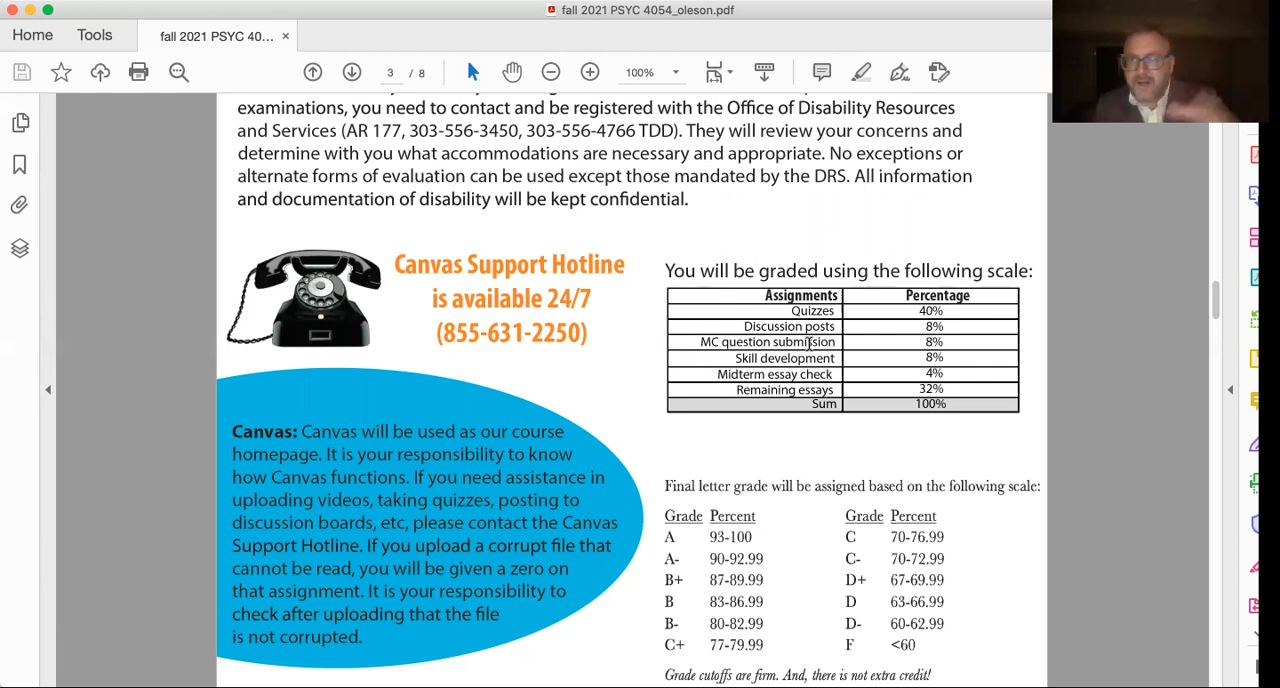 fall 2021 PSYC 4054_oleson.pdf
Home
Tools
fall 2021 PSYC 40... ×
3 / 8
100%
examinations, you need to contact and be registered with the Office of Disability Resources
and Services (AR 177, 303-556-3450, 303-556-4766 TDD). They will review your concerns and
determine with you what accommodations are necessary and appropriate. No exceptions or
alternate forms of evaluation can be used except those mandated by the DRS. All information
and documentation of disability will be kept confidential.
Canvas Support Hotline
is available 24/7
(855-631-2250)
You will be graded using the following scale:
Assignments Percentage
Quizzes 40%
Discussion posts 8%
MC question submission 8%
Skill development 8%
Midterm essay check 4%
Remaining essays 32%
Sum 100%
Canvas: Canvas will be used as our course
homepage. It is your responsibility to know
how Canvas functions. If you need assistance in
uploading videos, taking quizzes, posting to
discussion boards, etc, please contact the Canvas
Support Hotline. If you upload a corrupt file that
cannot be read, you will be given a zero on
that assignment. It is your responsibility to
check after uploading that the file
is not corrupted.
Final letter grade will be assigned based on the following scale:
Grade Percent Grade Percent
A 93-100 C 70-76.99
A- 90-92.99 C- 70-72.99
B+ 87-89.99 D+ 67-69.99
B 83-86.99 D 63-66.99
B- 80-82.99 D- 60-62.99
C+ 77-79.99 F <60
Grade cutoffs are firm. And, there is not extra credit!